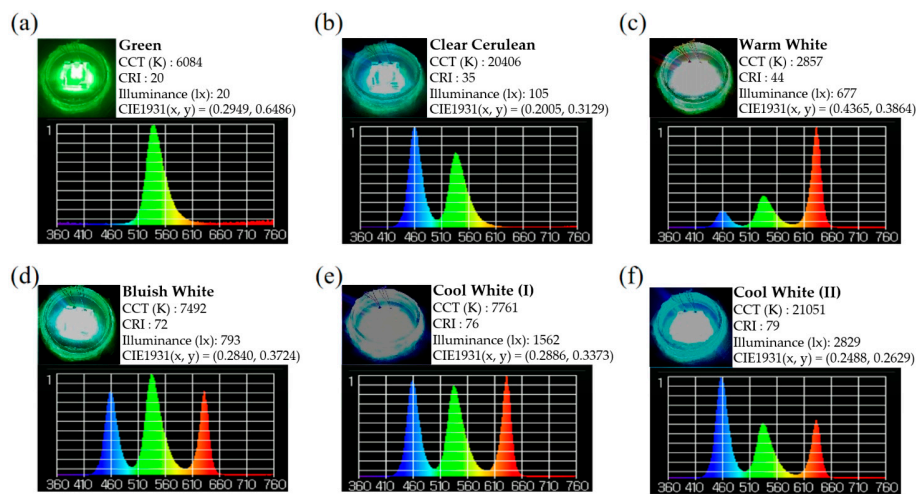 (a)
Green
CCT (K) : 6084
CRI : 20
Illuminance (lx) : 20
CIE1931(x, y) = (0.2949, 0.6486)
1
360 410 460 510 560 610 660 710 760
(b)
Clear Cerulean
CCT (K) : 20406
CRI : 35
Illuminance (lx) : 105
CIE1931(x, y) = (0.2005, 0.3129)
1
360 410 460 510 560 610 660 710 760
(c)
Warm White
CCT (K) : 2857
CRI : 44
Illuminance (lx) : 677
CIE1931(x, y) = (0.4365, 0.3864)
1
360 410 460 510 560 610 660 710 760
(d)
Bluish White
CCT (K) : 7492
CRI : 72
Illuminance (lx): 793
CIE1931(x, y) = (0.2840, 0.3724)
1
360 410 460 510 560 610 660 710 760
(e)
Cool White (I)
CCT (K) : 7761
CRI : 76
Illuminance (lx) : 1562
CIE1931(x, y) = (0.2886, 0.3373)
1
360 410 460 510 560 610 660 710 760
(f)
Cool White (II)
CCT (K) : 21051
CRI : 79
Illuminance (lx) : 2829
CIE1931(x, y) = (0.2488, 0.2629)
1
360 410 460 510 560 610 660 710 760